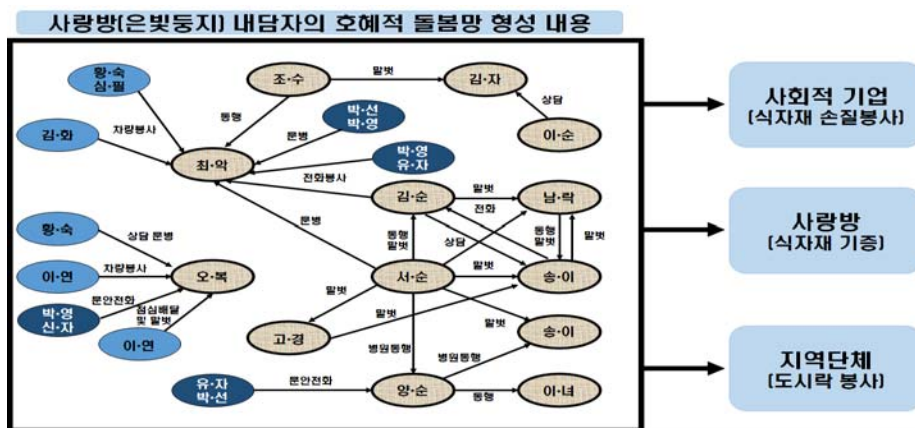 사랑방(은빛둥지) 내담자의 호혜적 돌봄망 형성 내용
황·숙
심·필
조·수
말벗
김·자
상담
이·순
동행
박·선
박·영
문병
김·화
차량봉사
최·악
박·영
유·자
전화봉사
김·순
말벗
남·락
전화
문병
동행
말벗
상담
동행
말벗
말벗
황·숙
상담 문병
이·연
차량봉사
오·복
서·순
말벗
송·이
문안전화
박·영
신·자
점심배달
및 말벗
이·연
말벗
고·경
말벗
말벗
송·이
병원동행
병원동행
유·자
박·선
문안전화
양·순
동행
이·녀
사회적 기업
(식자재 손질봉사)
사랑방
(식자재 기증)
지역단체
(도시락 봉사)